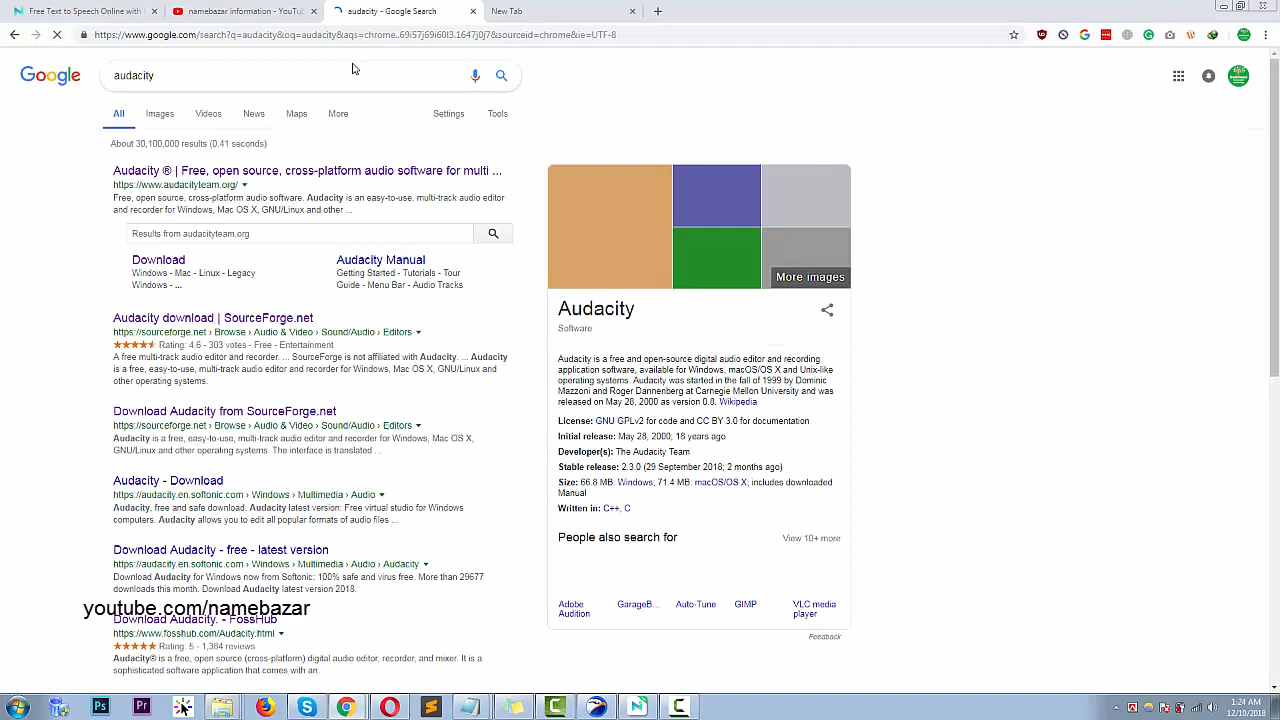 Free Text to Speech Online with
namebazar information - YouTu
audacity - Google Search
New Tab
https://www.google.com/search?q=audacity&oq=audacity&aqs=chrome..69i57j69i60l3.1647j0j7&sourceid=chrome&ie=UTF-8
Google
audacity
All
Images
Videos
News
Maps
More
Settings
Tools
About 30,100,000 results (0.41 seconds)
Audacity ® | Free, open source, cross-platform audio software for multi ...
https://www.audacityteam.org/
Free, open source, cross-platform audio software. Audacity is an easy-to-use, multi-track audio editor
and recorder for Windows, Mac OS X, GNU/Linux and other ...
Results from audacityteam.org
Download
Windows - Mac - Linux - Legacy
Windows - ...
Audacity Manual
Getting Started - Tutorials - Tour
Guide - Menu Bar - Audio Tracks
Audacity download | SourceForge.net
https://sourceforge.net › Browse › Audio & Video › Sound/Audio › Editors
Rating: 4.6 - 303 votes - Free - Entertainment
A free multi-track audio editor and recorder. ... SourceForge is not affiliated with Audacity. ... Audacity
is a free, easy-to-use, multi-track audio editor and recorder for Windows, Mac OS X, GNU/Linux and
other operating systems.
Download Audacity from SourceForge.net
https://sourceforge.net › Browse › Audio & Video › Sound/Audio › Editors
Audacity is a free, easy-to-use, multi-track audio editor and recorder for Windows, Mac OS X,
GNU/Linux and other operating systems. The interface is translated ...
Audacity - Download
https://audacity.en.softonic.com › Windows › Multimedia › Audio
Audacity, free and safe download. Audacity latest version: Free virtual studio for Windows
computers. Audacity allows you to edit all popular formats of audio files ...
Download Audacity - free - latest version
https://audacity.en.softonic.com › Windows › Multimedia › Audio › Audacity
Download Audacity for Windows now from Softonic: 100% safe and virus free. More than 29677
downloads this month. Download Audacity latest version 2018.
youtube.com/namebazar
Download Audacity. - FossHub
https://www.fosshub.com/Audacity.html
Rating: 5 - 1,384 reviews
Audacity® is a free, open source (cross-platform) digital audio editor, recorder, and mixer. It is a
sophisticated software application that comes with an.
More images
Audacity
Software
Audacity is a free and open-source digital audio editor and recording
application software, available for Windows, macOS/OS X and Unix-like
operating systems. Audacity was started in the fall of 1999 by Dominic
Mazzoni and Roger Dannenberg at Carnegie Mellon University and was
released on May 28, 2000 as version 0.8. Wikipedia
License: GNU GPLv2 for code and CC BY 3.0 for documentation
Initial release: May 28, 2000; 18 years ago
Developer(s): The Audacity Team
Stable release: 2.3.0 (29 September 2018; 2 months ago)
Size: 66.8 MB: Windows; 71.4 MB: macOS/OS X; includes downloaded
Manual
Written in: C++, C
People also search for
View 10+ more
Adobe
Audition
GarageB...
Auto-Tune
GIMP
VLC media
player
Feedback
Ps
Pr
1:24 AM
12/10/2018